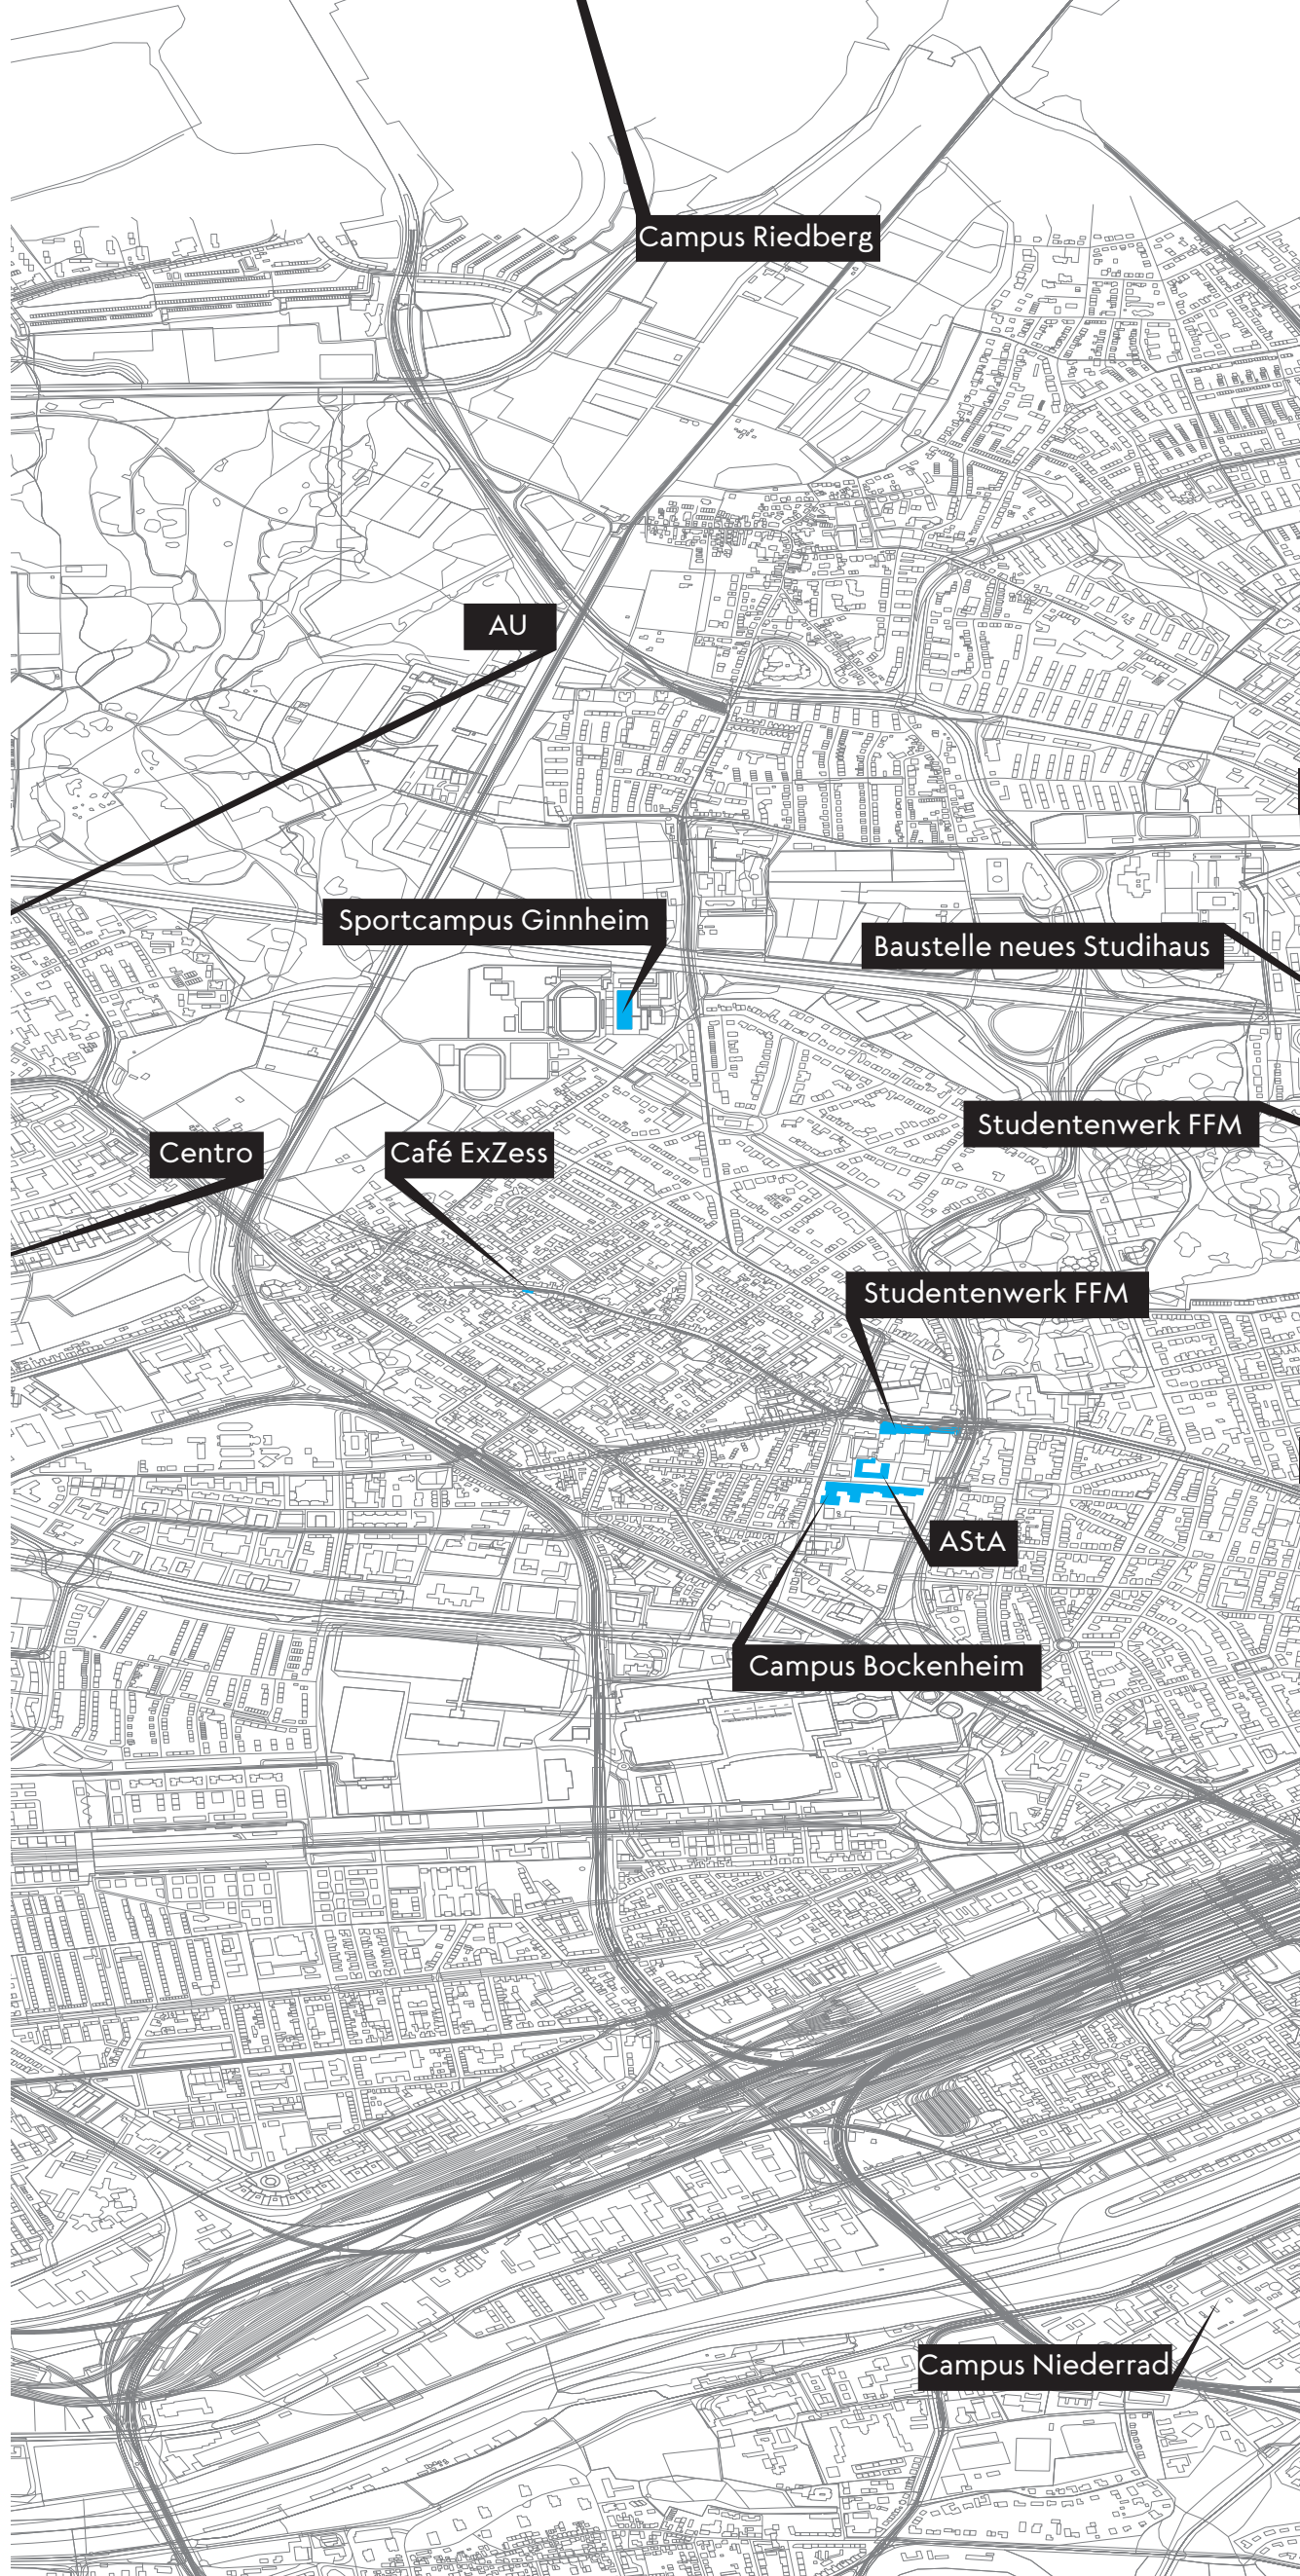 Campus Riedberg
AU
Sportcampus Ginnheim
Baustelle neues Studihaus
Studentenwerk FFM
Centro
Café ExZess
Studentenwerk FFM
AStA
Campus Bockenheim
Campus Niederrad